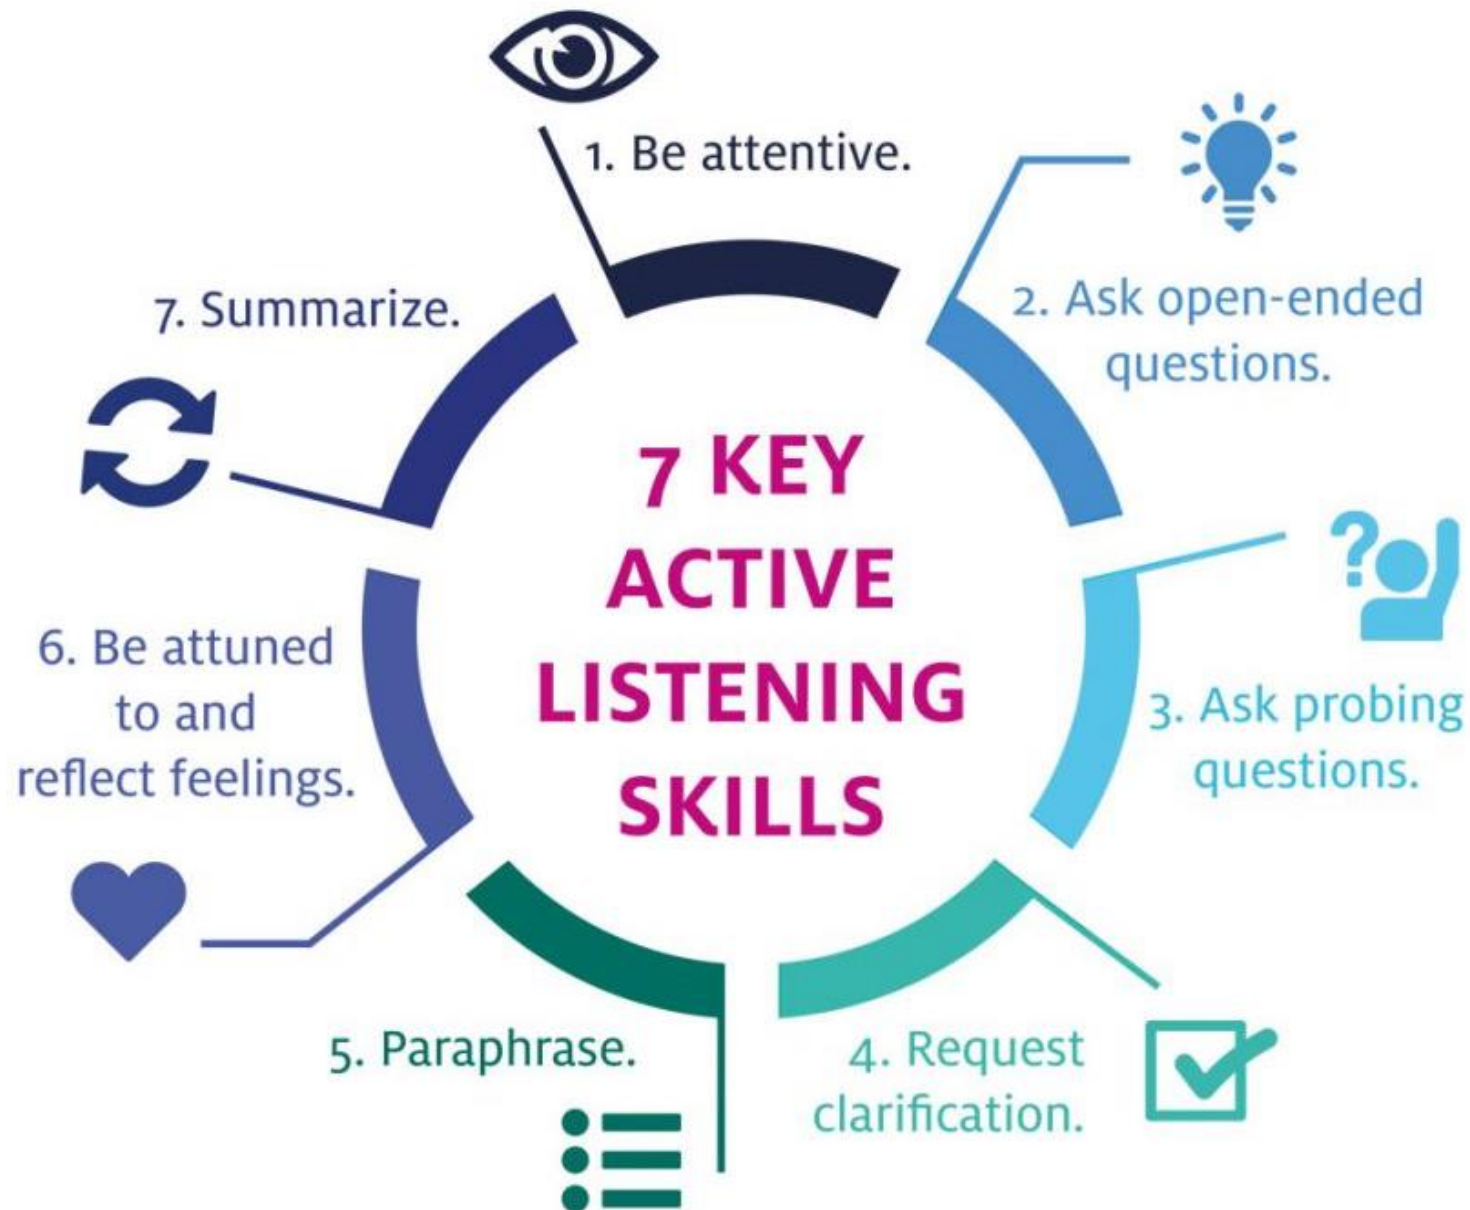 7 KEY
ACTIVE
LISTENING
SKILLS
1. Be attentive.
2. Ask open-ended
questions.
3. Ask probing
questions.
4. Request
clarification.
5. Paraphrase.
6. Be attuned
to and
reflect feelings.
7. Summarize.